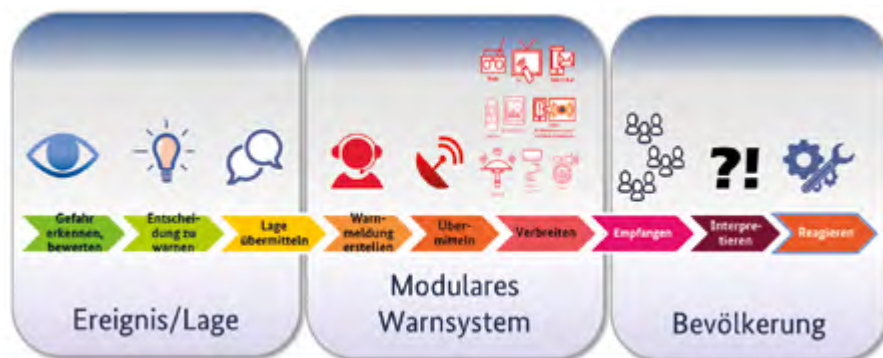 ?!
Gefahr
erkennen,
bewerten
Entschei-
dung zu
warnen
Lage
übermitteln
Warn-
meldung
erstellen
Über-
mitteln
Verbreiten
Empfangen
Interpre-
tieren
Reagieren
Ereignis/Lage
Modulares
Warnsystem
Bevölkerung